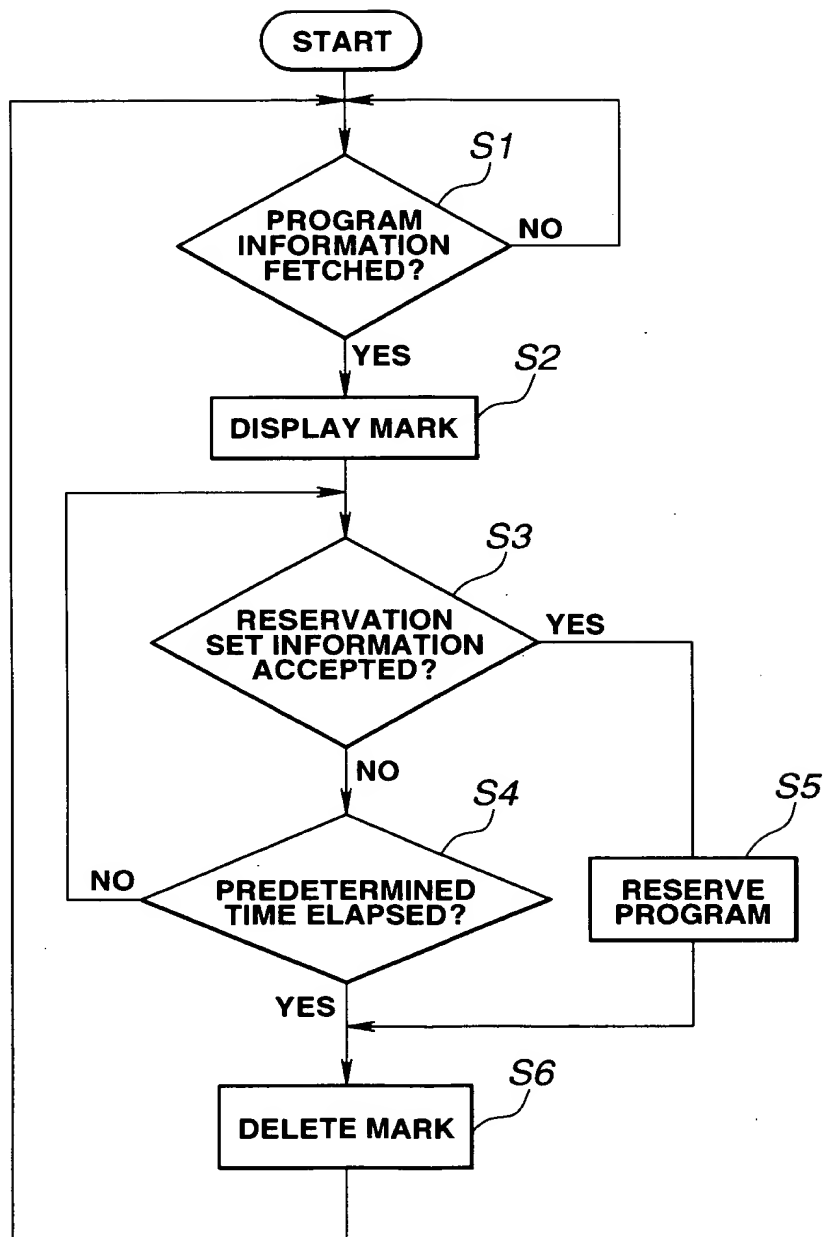 START
S1
PROGRAM
INFORMATION
FETCHED?
NO
YES
S2
DISPLAY MARK
S3
RESERVATION
SET INFORMATION
ACCEPTED?
YES
NO
S4
S5
NO
PREDETERMINED
TIME ELAPSED?
RESERVE
PROGRAM
YES
S6
DELETE MARK